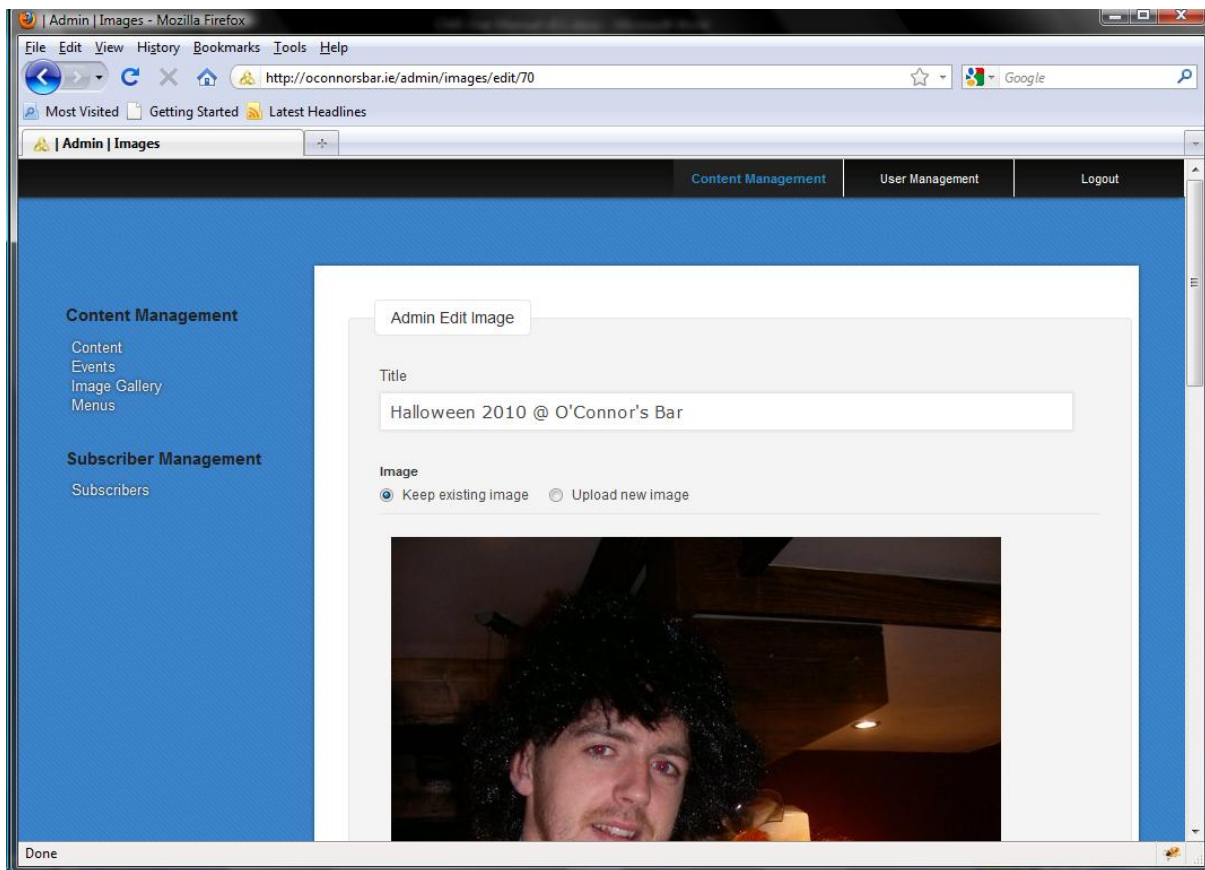 | Admin | Images - Mozilla Firefox
File Edit View History Bookmarks Tools Help
http://oconnorsbar.ie/admin/images/edit/70
Google
Most Visited Getting Started Latest Headlines
| Admin | Images
Content Management User Management Logout
Content Management
Content
Events
Image Gallery
Menus
Subscriber Management
Subscribers
Admin Edit Image
Title
Halloween 2010 @ O'Connor's Bar
Image
Keep existing image Upload new image
Done